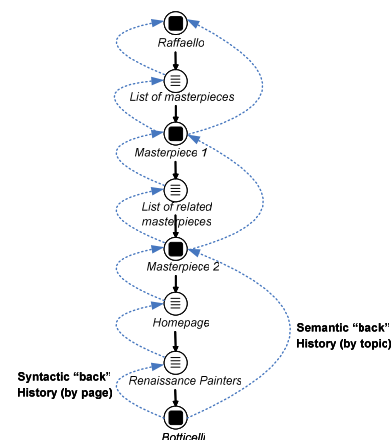 Raffaello
List of masterpieces
Masterpiece 1
List of related
masterpieces
Masterpiece 2
Homepage
Semantic “back”
History (by topic)
Syntactic “back”
History (by page)
Renaissance Painters
Botticelli